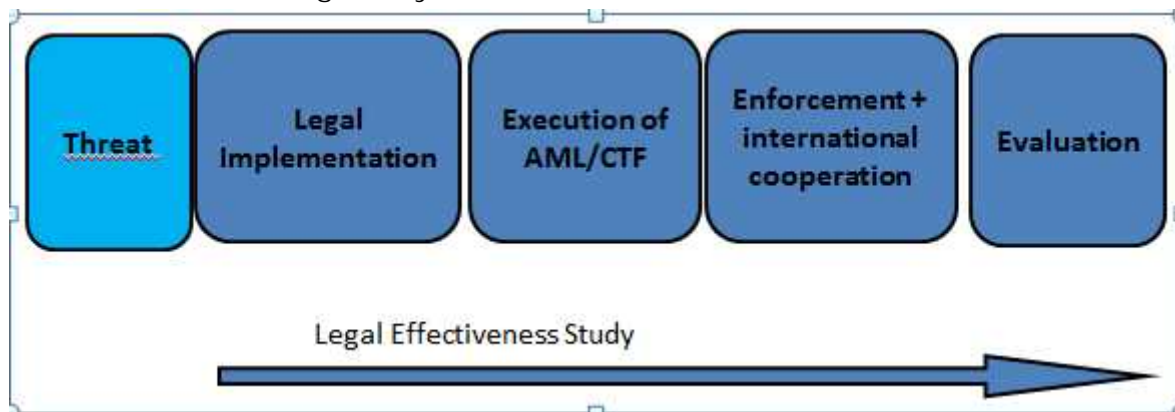 Threat
Legal
Implementation
Execution of
AML/CTF
Enforcement +
international
cooperation
Evaluation
Legal Effectiveness Study